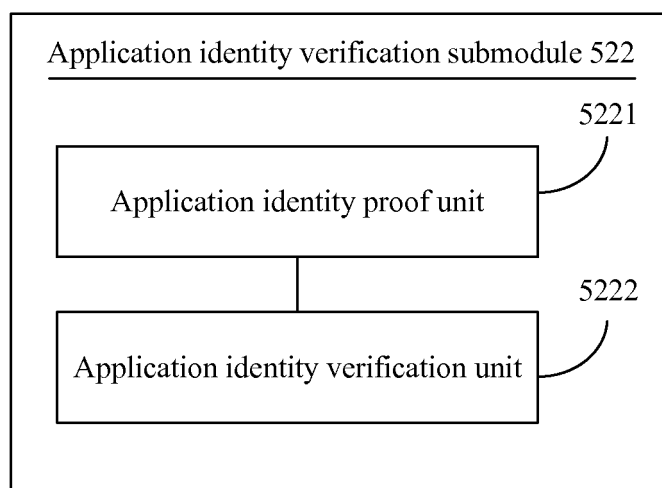 Application identity verification submodule 522
5221
Application identity proof unit
5222
Application identity verification unit